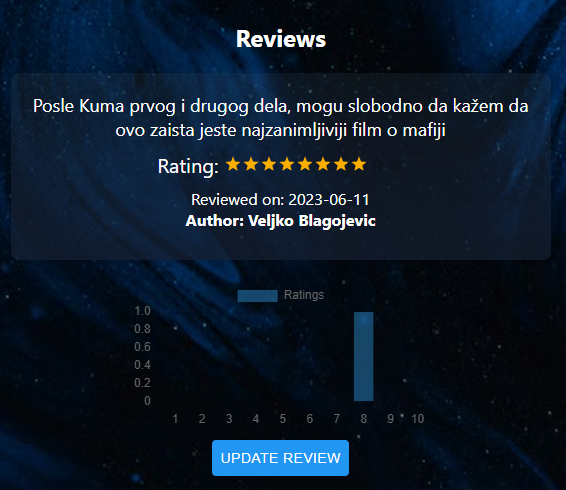 Reviews
Posle Kuma prvog i drugog dela, mogu slobodno da kažem da
ovo zaista jeste najzanimljiviji film o mafiji
Rating: ★★★★★★★★
Reviewed on: 2023-06-11
Author: Veljko Blagojevic
Ratings
1.0
0.8
0.6
0.4
0.2
0
1 2 3 4 5 6 7 8 9 10
UPDATE REVIEW